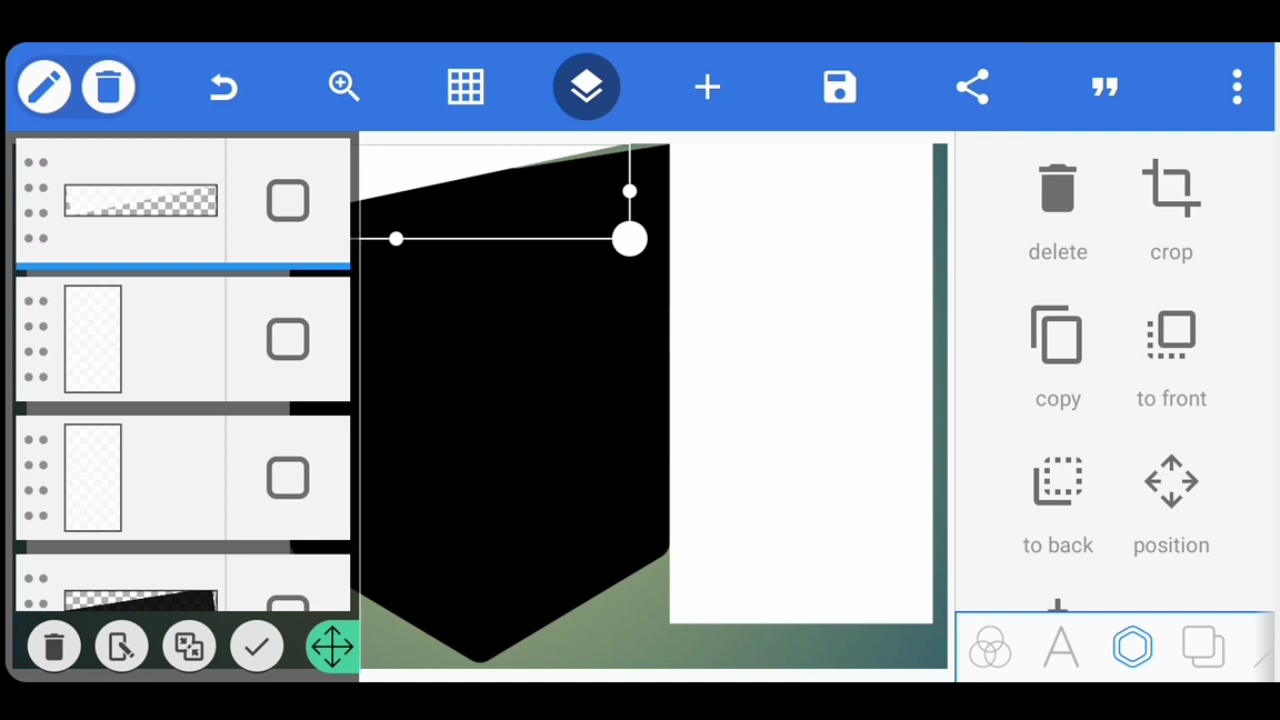 delete
crop
copy
to front
to back
position